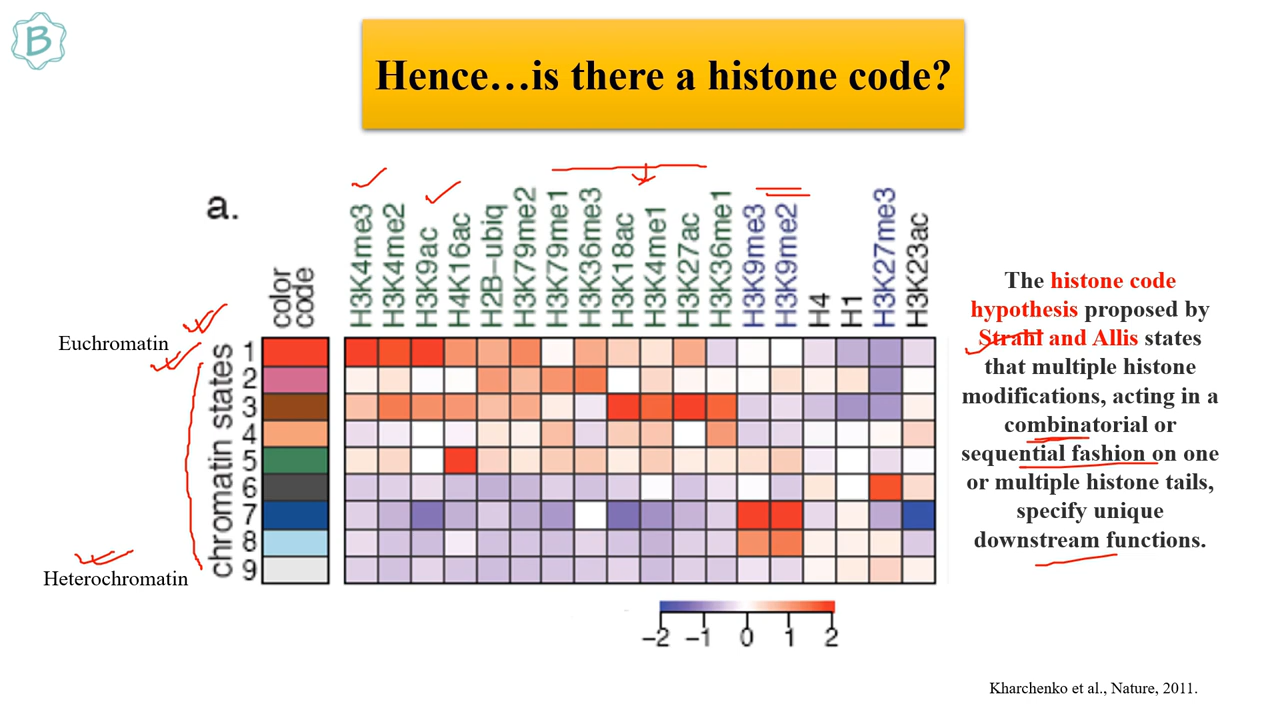 B
Hence…is there a histone code?
a.
color
code
H3K4me3
H3K4me2
H3K9ac
H4K16ac
H2B−ubiq
H3K79me2
H3K79me1
H3K36me3
H3K18ac
H3K4me1
H3K27ac
H3K36me1
H3K9me3
H3K9me2
H4
H1
H3K27me3
H3K23ac
Euchromatin
Heterochromatin
chromatin states
1
2
3
4
5
6
7
8
9
−2 −1 0 1 2
The histone code
hypothesis proposed by
Strahl and Allis states
that multiple histone
modifications, acting in a
combinatorial or
sequential fashion on one
or multiple histone tails,
specify unique
downstream functions.
Kharchenko et al., Nature, 2011.